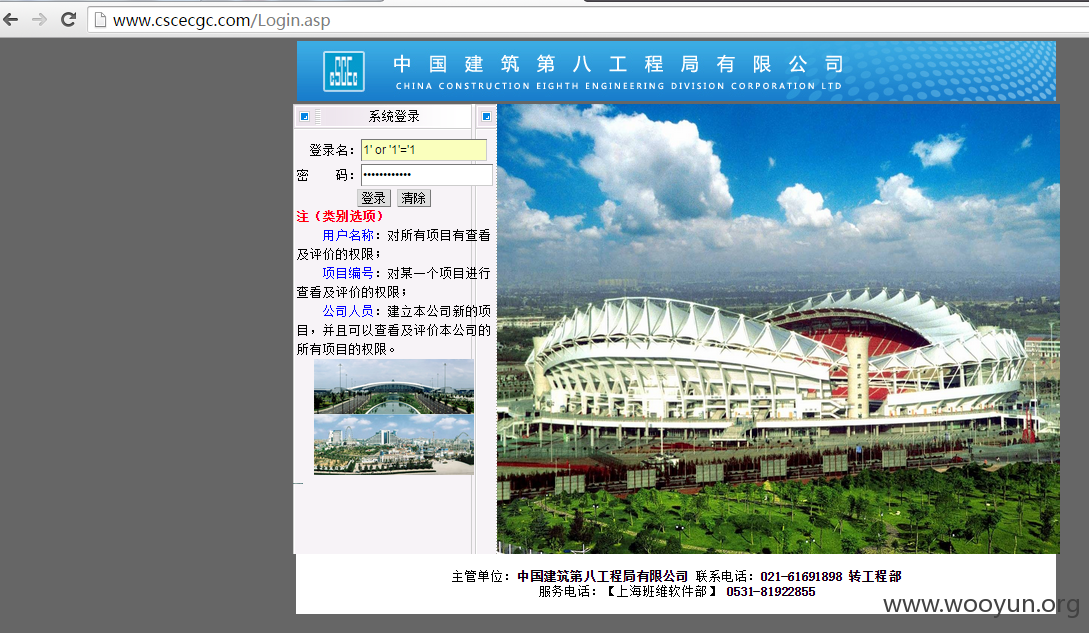 www.cscecgc.com/Login.asp
CSCEC
中国建筑第八工程局有限公司
CHINA CONSTRUCTION EIGHTH ENGINEERING DIVISION CORPORATION LTD
系统登录
登录名: 1' or '1'='1
密 码: ••••••••••••
登录 清除
注（类别选项）
用户名称：对所有项目有查看
及评价的权限；
项目编号：对某一个项目进行
查看及评价的权限；
公司人员：建立本公司新的项
目，并且可以查看及评价本公司的
所有项目的权限。
主管单位：中国建筑第八工程局有限公司 联系电话：021-61691898 转工程部
服务电话：【上海班维软件部】 0531-81922855
www.wooyun.org